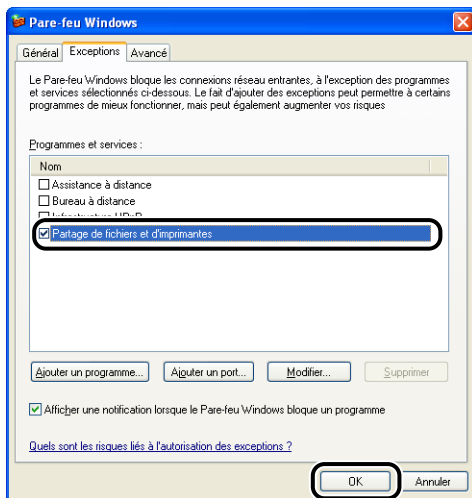 Pare-feu Windows
Général Exceptions Avancé
Le Pare-feu Windows bloque les connexions réseau entrantes, à l'exception des programmes
et services sélectionnés ci-dessous. Le fait d'ajouter des exceptions peut permettre à certains
programmes de mieux fonctionner, mais peut également augmenter vos risques
Programmes et services :
Nom
Assistance à distance
Bureau à distance
Partage de fichiers et d'imprimantes
Ajouter un programme... Ajouter un port... Modifier... Supprimer
Afficher une notification lorsque le Pare-feu Windows bloque un programme
Quels sont les risques liés à l'autorisation des exceptions ?
OK Annuler